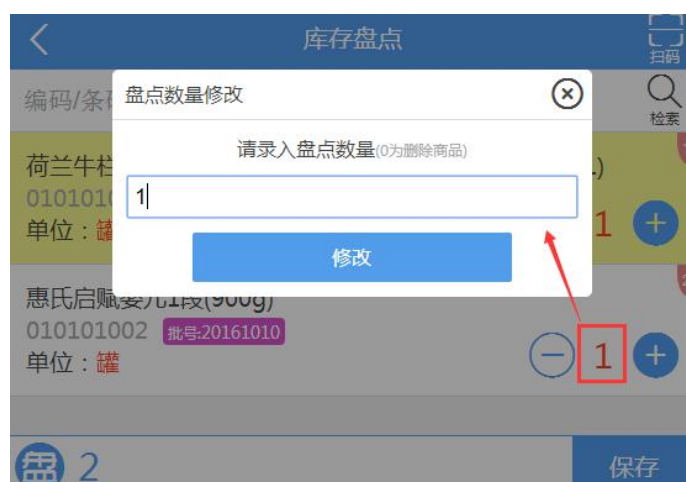 库存盘点
扫码
编码/条
检索
盘点数量修改
请录入盘点数量(0为删除商品)
1
修改
荷兰牛栏
.)
010101
单位：罐
1
惠氏启赋婴儿1段(900g)
010101002 批号:20161010
单位：罐
1
盘 2
保存